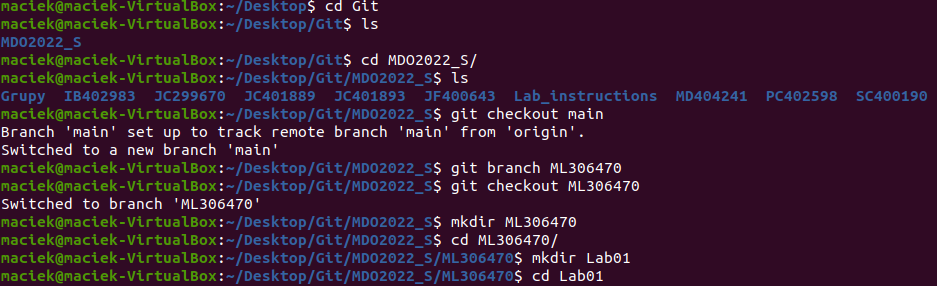 maciek@maciek-VirtualBox:~/Desktop$ cd Git
maciek@maciek-VirtualBox:~/Desktop/Git$ ls
MDO2022_S
maciek@maciek-VirtualBox:~/Desktop/Git$ cd MDO2022_S/
maciek@maciek-VirtualBox:~/Desktop/Git/MDO2022_S$ ls
Grupy  IB402983  JC299670  JC401889  JC401893  JF400643  Lab_instructions  MD404241  PC402598  SC400190
maciek@maciek-VirtualBox:~/Desktop/Git/MDO2022_S$ git checkout main
Branch 'main' set up to track remote branch 'main' from 'origin'.
Switched to a new branch 'main'
maciek@maciek-VirtualBox:~/Desktop/Git/MDO2022_S$ git branch ML306470
maciek@maciek-VirtualBox:~/Desktop/Git/MDO2022_S$ git checkout ML306470
Switched to branch 'ML306470'
maciek@maciek-VirtualBox:~/Desktop/Git/MDO2022_S$ mkdir ML306470
maciek@maciek-VirtualBox:~/Desktop/Git/MDO2022_S$ cd ML306470/
maciek@maciek-VirtualBox:~/Desktop/Git/MDO2022_S/ML306470$ mkdir Lab01
maciek@maciek-VirtualBox:~/Desktop/Git/MDO2022_S/ML306470$ cd Lab01